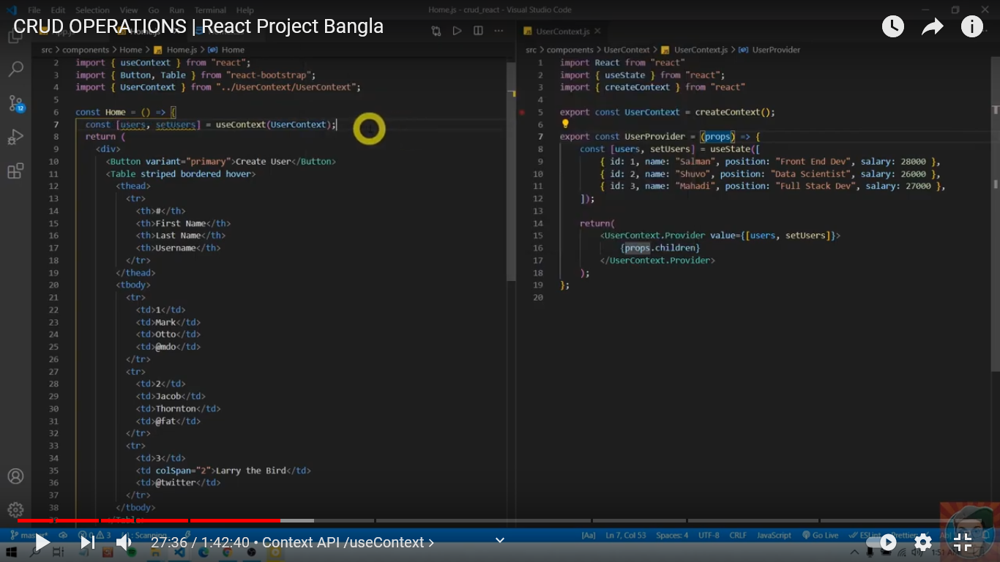 File Edit Selection View Go Run Terminal Help
Home.js - crud_react - Visual Studio Code
CRUD OPERATIONS | React Project Bangla
UserContext.js
src > components > Home > Home.js > Home
2 import { useContext } from "react";
3 import { Button, Table } from "react-bootstrap";
4 import { UserContext } from "../UserContext/UserContext";
5
6 const Home = () => {
7 const [users, setUsers] = useContext(UserContext);
8 return (
9 <div>
10 <Button variant="primary">Create User</Button>
11 <Table striped bordered hover>
12 <thead>
13 <tr>
14 <th>#</th>
15 <th>First Name</th>
16 <th>Last Name</th>
17 <th>Username</th>
18 </tr>
19 </thead>
20 <tbody>
21 <tr>
22 <td>1</td>
23 <td>Mark</td>
24 <td>Otto</td>
25 <td>@mdo</td>
26 </tr>
27 <tr>
28 <td>2</td>
29 <td>Jacob</td>
30 <td>Thornton</td>
31 <td>@fat</td>
32 </tr>
33 <tr>
34 <td>3</td>
35 <td colSpan="2">Larry the Bird</td>
36 <td>@twitter</td>
37 </tr>
38 </tbody>
39 </Table>
src > components > UserContext > UserContext.js > UserProvider
1 import React from "react"
2 import { useState } from "react";
3 import { createContext } from "react"
4
5 export const UserContext = createContext();
6
7 export const UserProvider = (props) => {
8 const [users, setUsers] = useState([
9 { id: 1, name: "Salman", position: "Front End Dev", salary: 28000 },
10 { id: 2, name: "Shuvo", position: "Data Scientist", salary: 26000 },
11 { id: 3, name: "Mahadi", position: "Full Stack Dev", salary: 27000 },
12 ]);
13
14 return(
15 <UserContext.Provider value={[users, setUsers]}>
16 {props.children}
17 </UserContext.Provider>
18 );
19 };
20
12
master*
Scanning
[Aa] Ln 7, Col 53 Spaces: 4 UTF-8 CRLF JavaScript Go Live ESLint Prettier
27:36 / 1:42:40 • Context API /useContext >